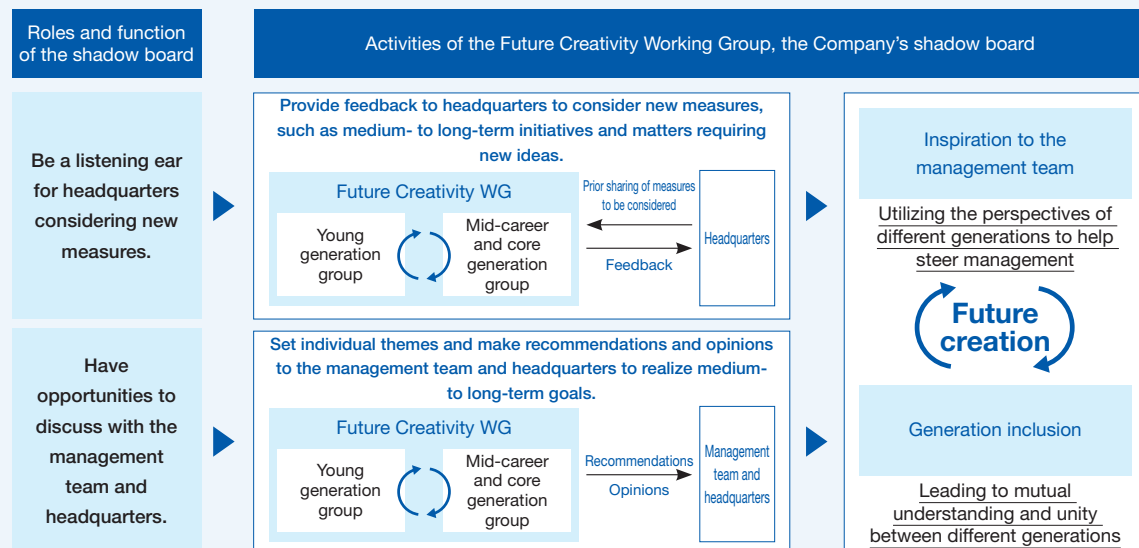 Roles and function
of the shadow board
Activities of the Future Creativity Working Group, the Company’s shadow board
Be a listening ear
for headquarters
considering new
measures.
Provide feedback to headquarters to consider new measures,
such as medium- to long-term initiatives and matters requiring
new ideas.
Future Creativity WG
Young
generation
group
Mid-career
and core
generation
group
Prior sharing of measures
to be considered
Feedback
Headquarters
Have
opportunities to
discuss with the
management
team and
headquarters.
Set individual themes and make recommendations and opinions
to the management team and headquarters to realize medium-
to long-term goals.
Future Creativity WG
Young
generation
group
Mid-career
and core
generation
group
Recommendations
Opinions
Management
team and
headquarters
Inspiration to the
management team
Utilizing the perspectives of
different generations to help
steer management
Future
creation
Generation inclusion
Leading to mutual
understanding and unity
between different generations